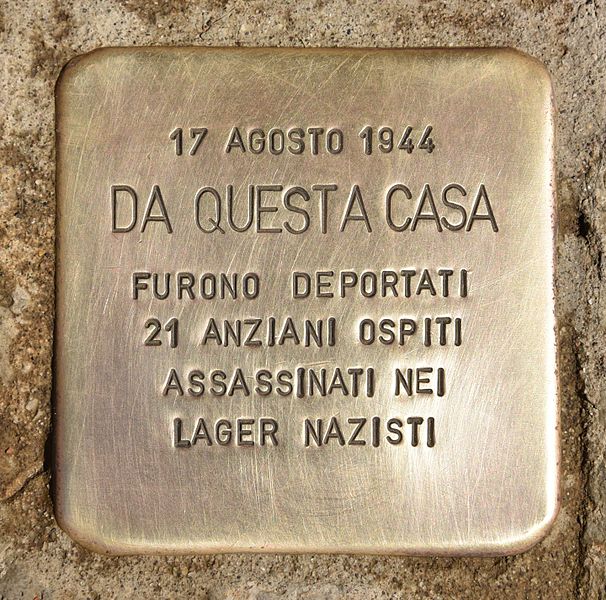 17 AGOSTO 1944
DA QUESTA CASA
FURONO DEPORTATI
21 ANZIANI OSPITI
ASSASSINATI NEI
LAGER NAZISTI